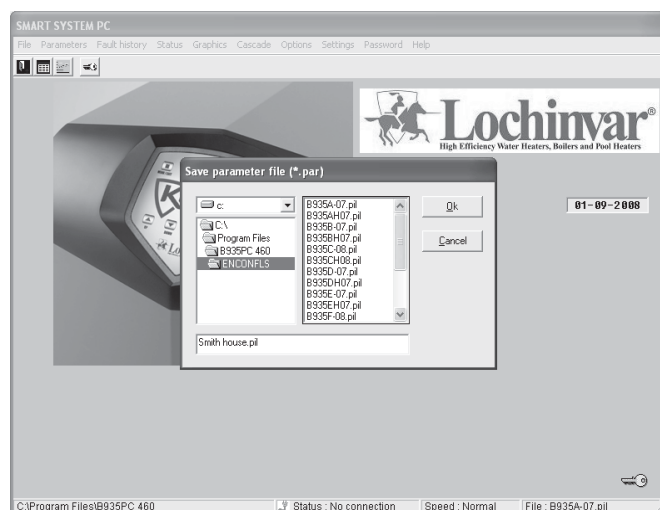 SMART SYSTEM PC
File Parameters Fault history Status Graphics Cascade Options Settings Password Help
Lochinvar®
High Efficiency Water Heaters, Boilers and Pool Heaters
01-09-2008
Save parameter file (*.par)
c:
C:\
Program Files
B935PC 460
ENCONFLS
B935A-07.pil
B935AH07.pil
B935B-07.pil
B935BH07.pil
B935C-08.pil
B935CH08.pil
B935D-07.pil
B935DH07.pil
B935E-07.pil
B935EH07.pil
B935F-08.pil
Ok
Cancel
Smith house.pil
C:\Program Files\B935PC 460 Status : No connection Speed : Normal File : B935A-07.pil